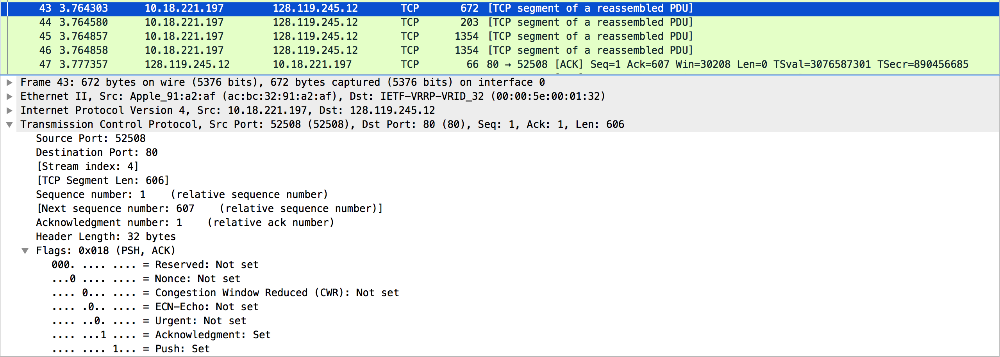 43 3.764303 10.18.221.197 128.119.245.12 TCP 672 [TCP segment of a reassembled PDU]
44 3.764580 10.18.221.197 128.119.245.12 TCP 203 [TCP segment of a reassembled PDU]
45 3.764857 10.18.221.197 128.119.245.12 TCP 1354 [TCP segment of a reassembled PDU]
46 3.764858 10.18.221.197 128.119.245.12 TCP 1354 [TCP segment of a reassembled PDU]
47 3.777357 128.119.245.12 10.18.221.197 TCP 66 80 → 52508 [ACK] Seq=1 Ack=607 Win=30208 Len=0 TSval=3076587301 TSecr=890456685
Frame 43: 672 bytes on wire (5376 bits), 672 bytes captured (5376 bits) on interface 0
Ethernet II, Src: Apple_91:a2:af (ac:bc:32:91:a2:af), Dst: IETF-VRRP-VRID_32 (00:00:5e:00:01:32)
Internet Protocol Version 4, Src: 10.18.221.197, Dst: 128.119.245.12
Transmission Control Protocol, Src Port: 52508 (52508), Dst Port: 80 (80), Seq: 1, Ack: 1, Len: 606
Source Port: 52508
Destination Port: 80
[Stream index: 4]
[TCP Segment Len: 606]
Sequence number: 1 (relative sequence number)
[Next sequence number: 607 (relative sequence number)]
Acknowledgment number: 1 (relative ack number)
Header Length: 32 bytes
Flags: 0x018 (PSH, ACK)
000. .... .... = Reserved: Not set
...0 .... .... = Nonce: Not set
.... 0... .... = Congestion Window Reduced (CWR): Not set
.... .0.. .... = ECN-Echo: Not set
.... ..0. .... = Urgent: Not set
.... ...1 .... = Acknowledgment: Set
.... .... 1... = Push: Set